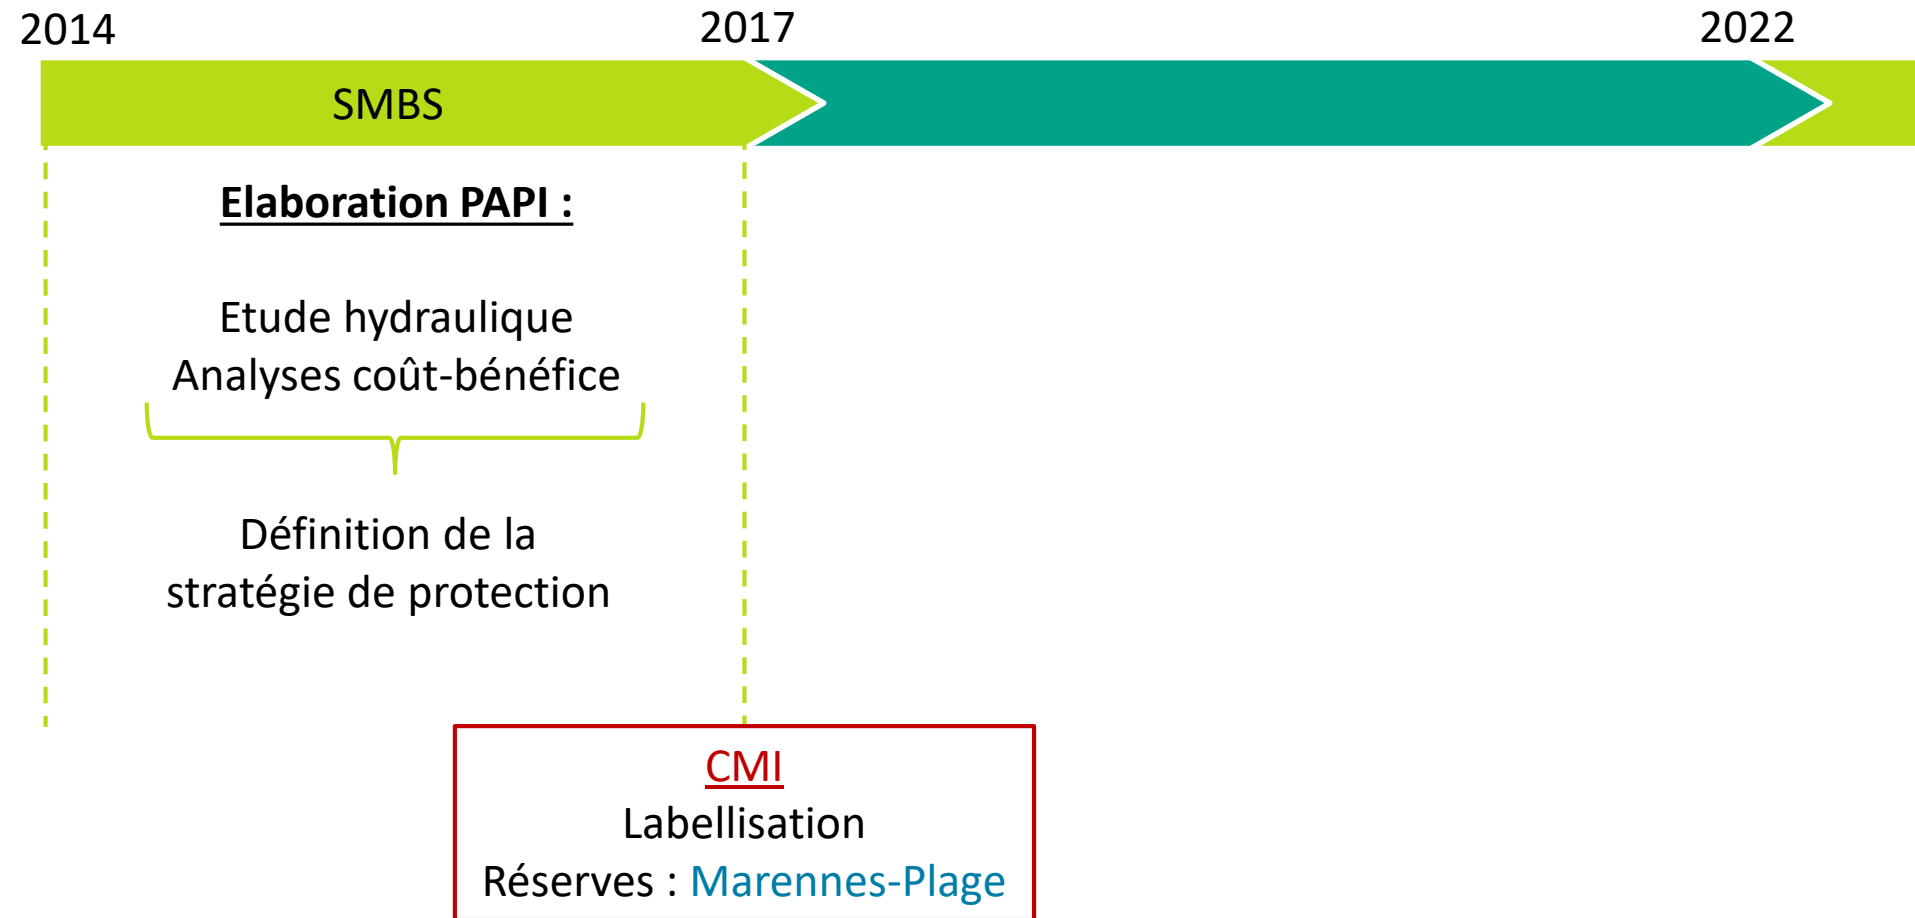 2014
2017
2022
SMBS
Elaboration PAPI :
Etude hydraulique
Analyses coût-bénéfice
Définition de la
stratégie de protection
CMI
Labellisation
Réserves : Marennes-Plage